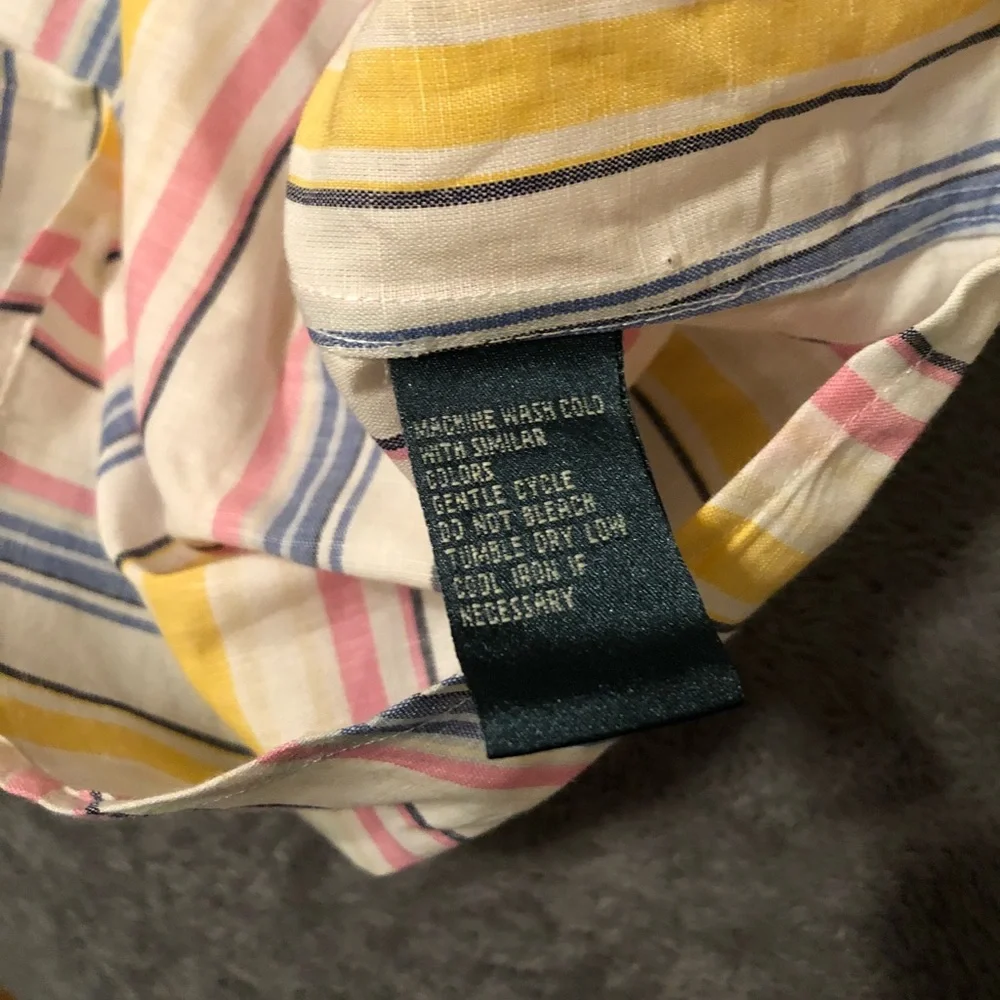 MACHINE WASH COLD
WITH SIMILAR
COLORS
GENTLE CYCLE
DO NOT BLEACH
TUMBLE DRY LOW
COOL IRON IF
NECESSARY